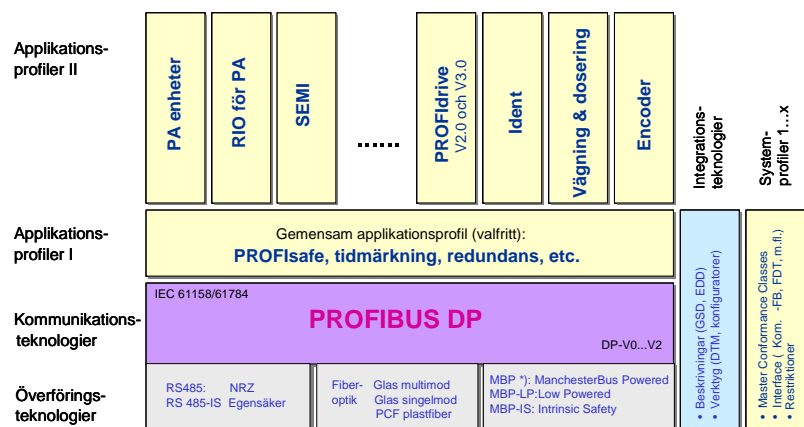 Applikations-
profiler II
PA enheter
RIO för PA
SEMI
......
PROFIdrive
V2.0 och V3.0
Ident
Vägning & dosering
Encoder
Integrations-
teknologier
System-
profiler 1...x
Applikations-
profiler I
Gemensam applikationsprofil (valfritt):
PROFIsafe, tidmärkning, redundans, etc.
• Beskrivningar (GSD, EDD)
• Verktyg (DTM, konfiguratorer)
• Master Conformance Classes
• Interface ( Kom. -FB, FDT, m.fl.)
• Restriktioner
Kommunikations-
teknologier
IEC 61158/61784
PROFIBUS DP
DP-V0...V2
Överförings-
teknologier
RS485: NRZ
RS 485-IS Egensäker
Fiber- Glas multimod
optik Glas singelmod
PCF plastfiber
MBP *): ManchesterBus Powered
MBP-LP:Low Powered
MBP-IS: Intrinsic Safety